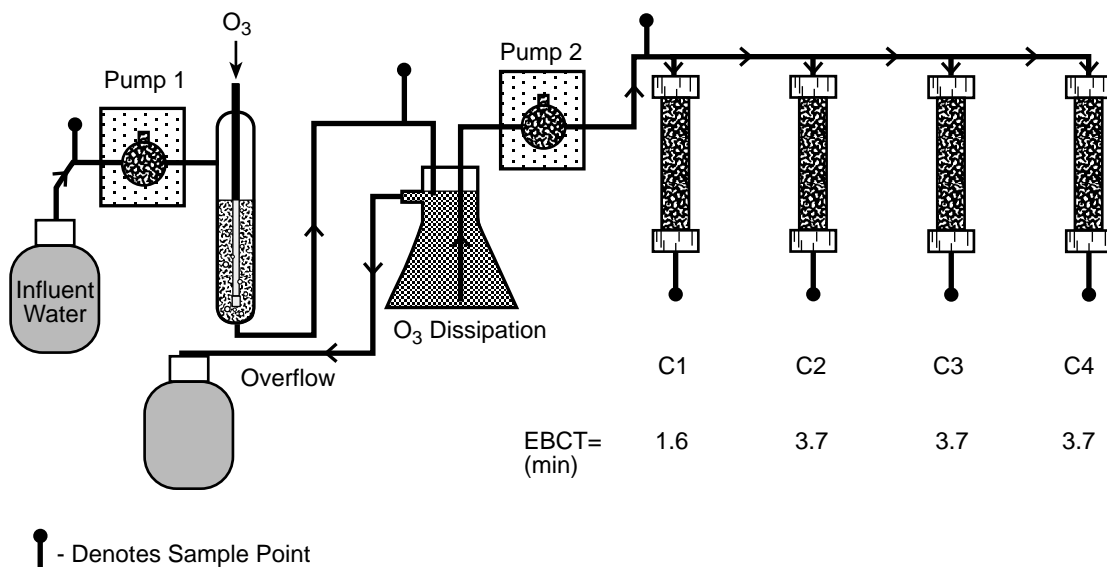 O3
Pump 1
Pump 2
Influent
Water
O3 Dissipation
Overflow
C1 C2 C3 C4
EBCT= 1.6 3.7 3.7 3.7
(min)
- Denotes Sample Point